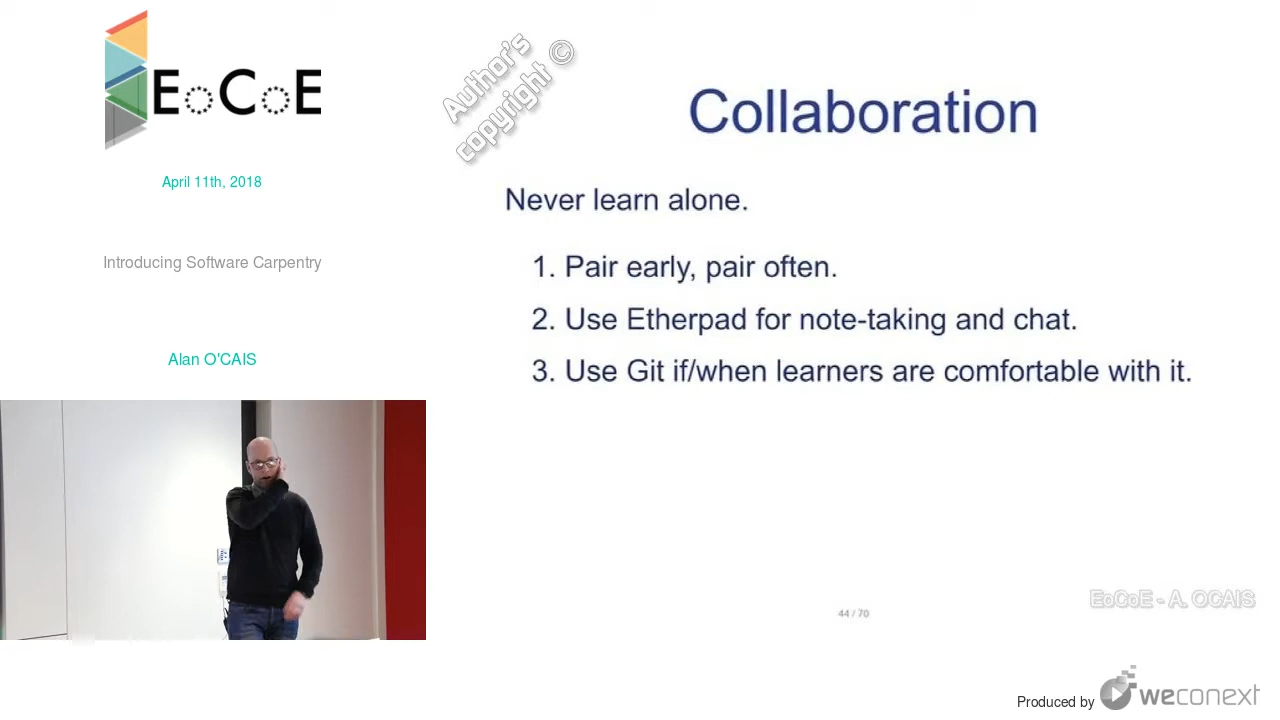 EoCoE
April 11th, 2018
Introducing Software Carpentry
Alan O'CAIS
Author's
copyright ©
Collaboration
Never learn alone.
1. Pair early, pair often.
2. Use Etherpad for note-taking and chat.
3. Use Git if/when learners are comfortable with it.
44 / 70
EoCoE - A. OCAIS
Produced by weconext